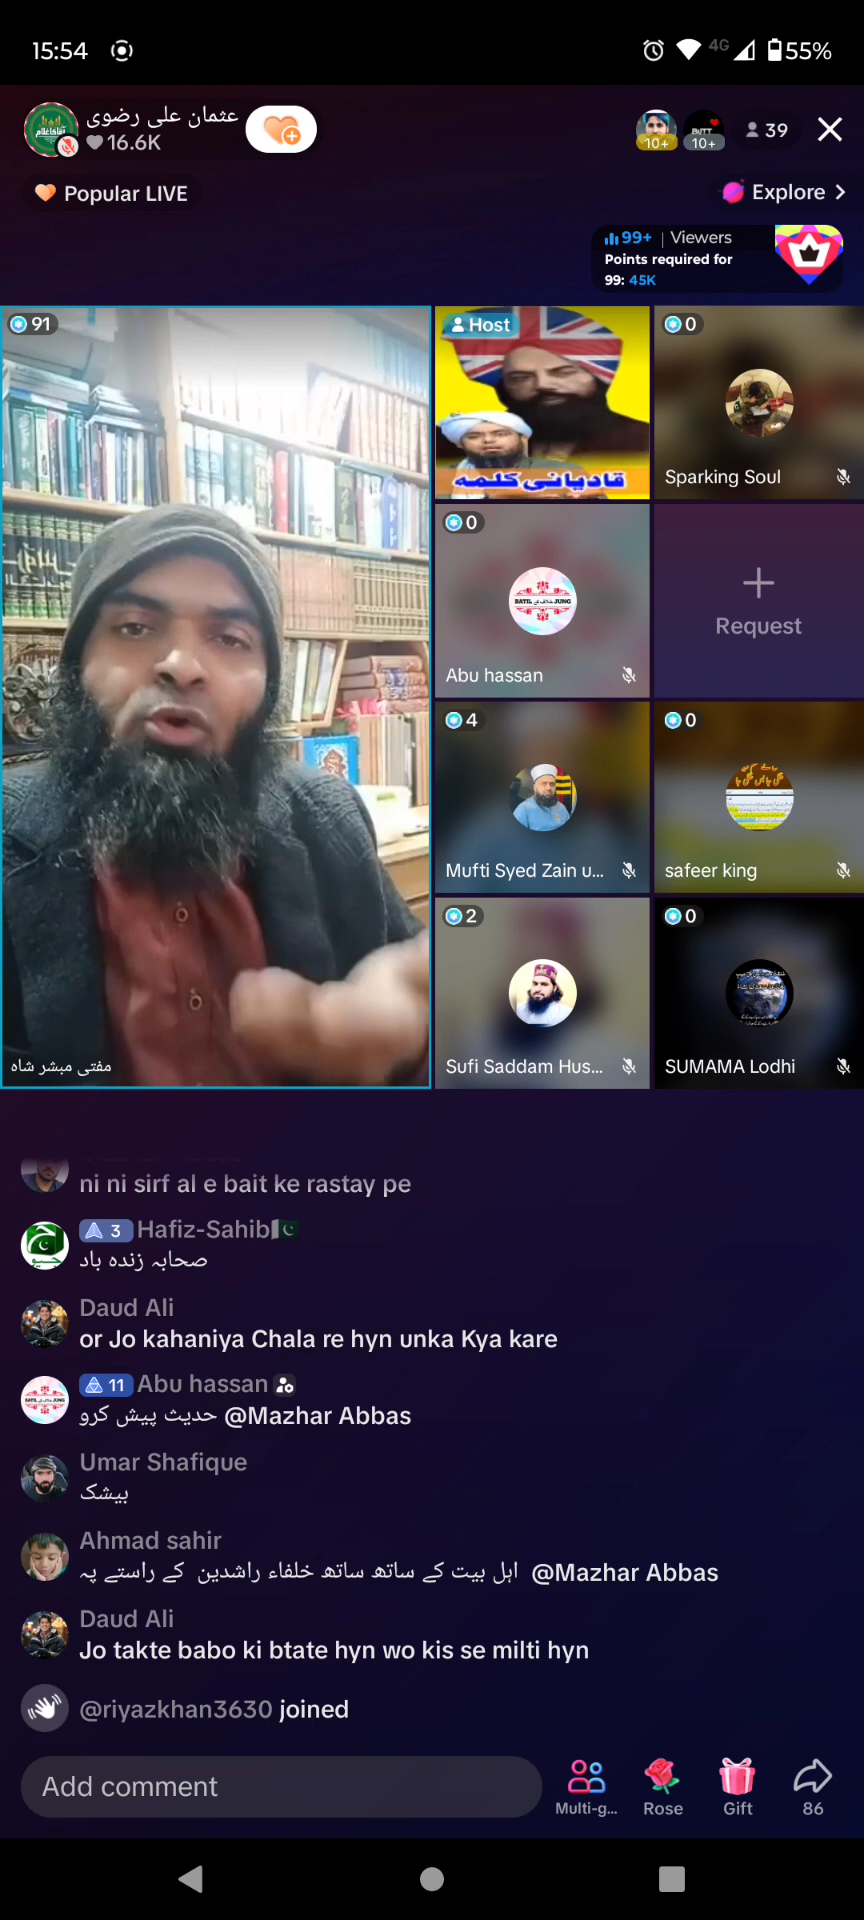 15:54
4G
55%
عثمان علی رضوی
16.6K
10+
10+
39
Popular LIVE
Explore
99+ | Viewers
Points required for
99: 45K
91
Host
0
قادیانی کلمہ
Sparking Soul
0
BATIL کے خلاف JUNG
Abu hassan
Request
4
0
Mufti Syed Zain u...
safeer king
2
0
مفتی مبشر شاہ
Sufi Saddam Hus...
SUMAMA Lodhi
ni ni sirf al e bait ke rastay pe
3 Hafiz-Sahib
صحابہ زندہ باد
Daud Ali
or Jo kahaniya Chala re hyn unka Kya kare
11 Abu hassan
حدیث پیش کرو @Mazhar Abbas
Umar Shafique
بیشک
Ahmad sahir
اہل بیت کے ساتھ ساتھ خلفاء راشدین کے راستے پہ @Mazhar Abbas
Daud Ali
Jo takte babo ki btate hyn wo kis se milti hyn
@riyazkhan3630 joined
Add comment
Multi-g...
Rose
Gift
86